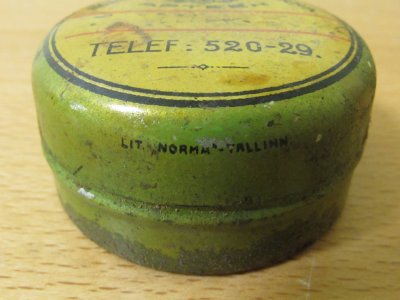 TELEF: 520-29.
LIT. "NORMA" TALLINN